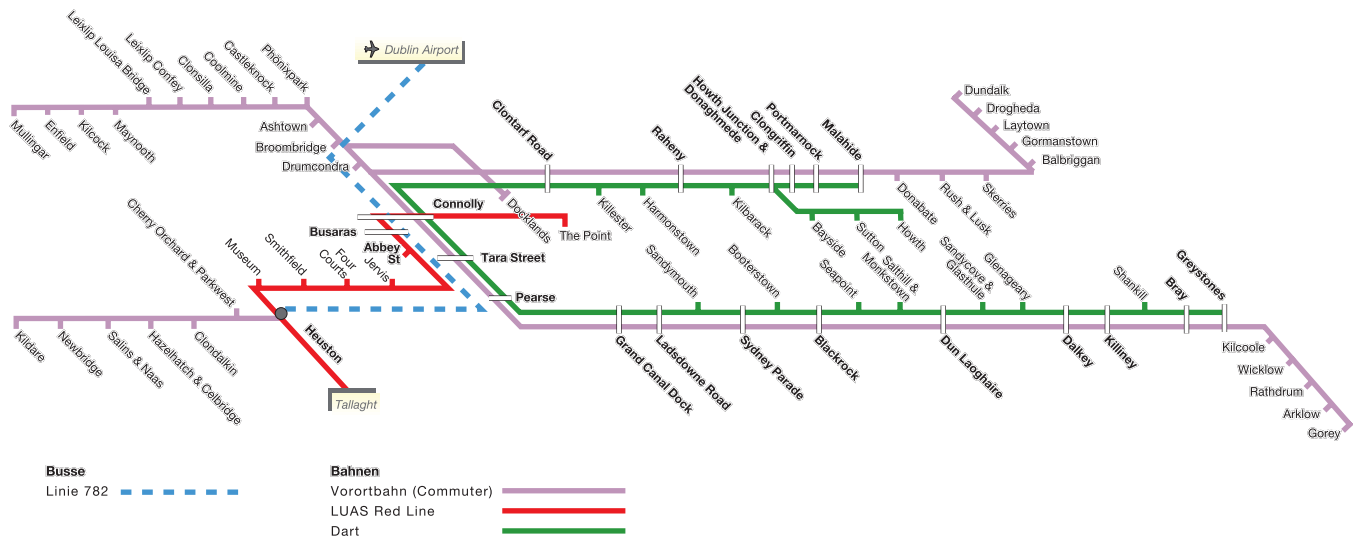 Dublin Airport
Leixlip Louisa Bridge
Leixlip Confey
Clonsilla
Coolmine
Castleknock
Phönixpark
Mullingar
Enfield
Kilcock
Maynooth
Ashtown
Broombridge
Drumcondra
Docklands
Clontarf Road
Raheny
Howth Junction &
Donaghmede
Clongriffin
Portmarnock
Malahide
Dundalk
Drogheda
Laytown
Gormanstown
Balbriggan
Killester
Harmonstown
Kilbarack
Bayside
Sutton
Howth
Donabate
Rush & Lusk
Skerries
Connolly
The Point
Busaras
Abbey
St
Tara Street
Pearse
Cherry Orchard & Parkwest
Museum
Smithfield
Four
Courts
Jervis
Heuston
Tallaght
Kildare
Newbridge
Salins & Naas
Hazelhatch & Celbridge
Clondalkin
Sandymouth
Booterstown
Seapoint
Salthill &
Monkstown
Sandycove &
Glasthule
Glenageary
Shankill
Bray
Greystones
Grand Canal Dock
Ladsdowne Road
Sydney Parade
Blackrock
Dun Laoghaire
Dalkey
Killiney
Kilcoole
Wicklow
Rathdrum
Arklow
Gorey
Busse
Linie 782
Bahnen
Vorortbahn (Commuter)
LUAS Red Line
Dart